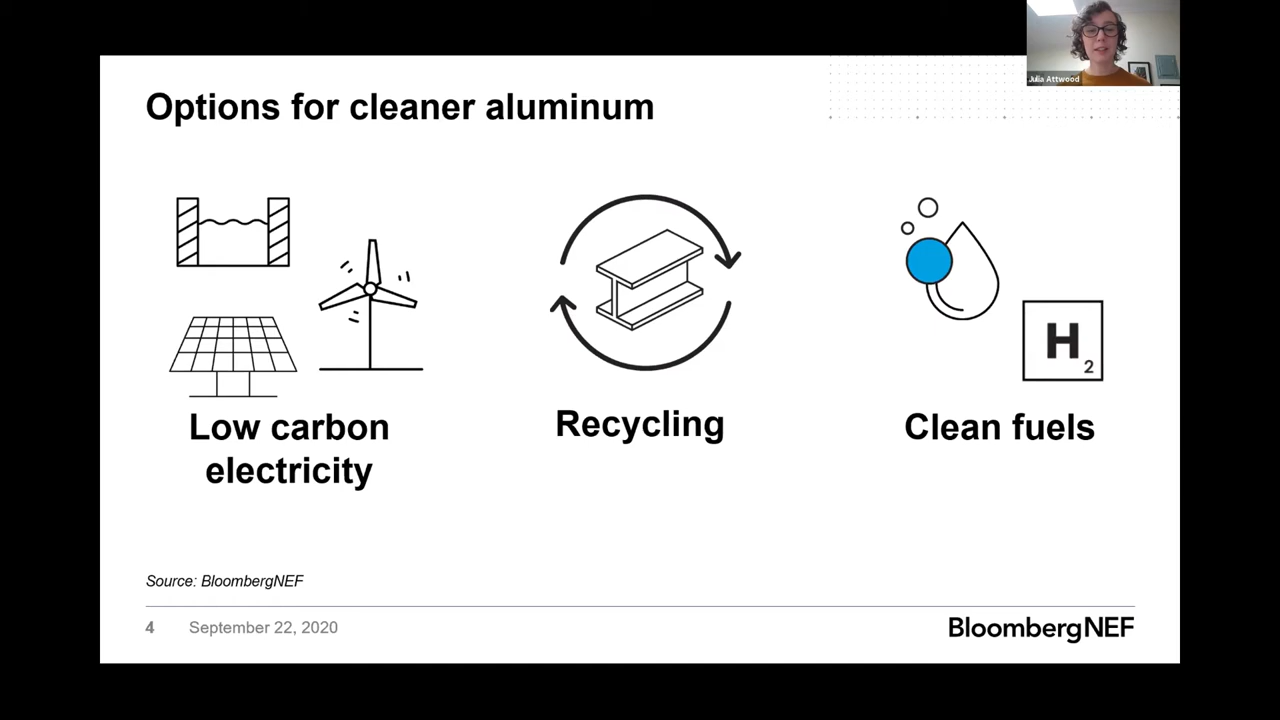 Julia Attwood
Options for cleaner aluminum
H
2
Low carbon
electricity
Recycling
Clean fuels
Source: BloombergNEF
4
September 22, 2020
BloombergNEF